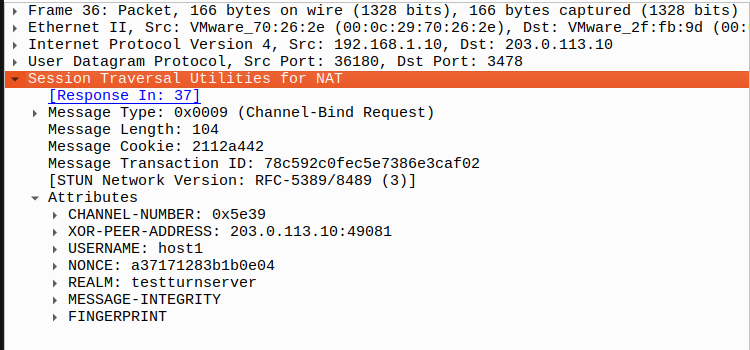 Frame 36: Packet, 166 bytes on wire (1328 bits), 166 bytes captured (1328 bits)
Ethernet II, Src: VMware_70:26:2e (00:0c:29:70:26:2e), Dst: VMware_2f:fb:9d (00:
Internet Protocol Version 4, Src: 192.168.1.10, Dst: 203.0.113.10
User Datagram Protocol, Src Port: 36180, Dst Port: 3478
Session Traversal Utilities for NAT
[Response In: 37]
Message Type: 0x0009 (Channel-Bind Request)
Message Length: 104
Message Cookie: 2112a442
Message Transaction ID: 78c592c0fec5e7386e3caf02
[STUN Network Version: RFC-5389/8489 (3)]
Attributes
CHANNEL-NUMBER: 0x5e39
XOR-PEER-ADDRESS: 203.0.113.10:49081
USERNAME: host1
NONCE: a37171283b1b0e04
REALM: testturnserver
MESSAGE-INTEGRITY
FINGERPRINT